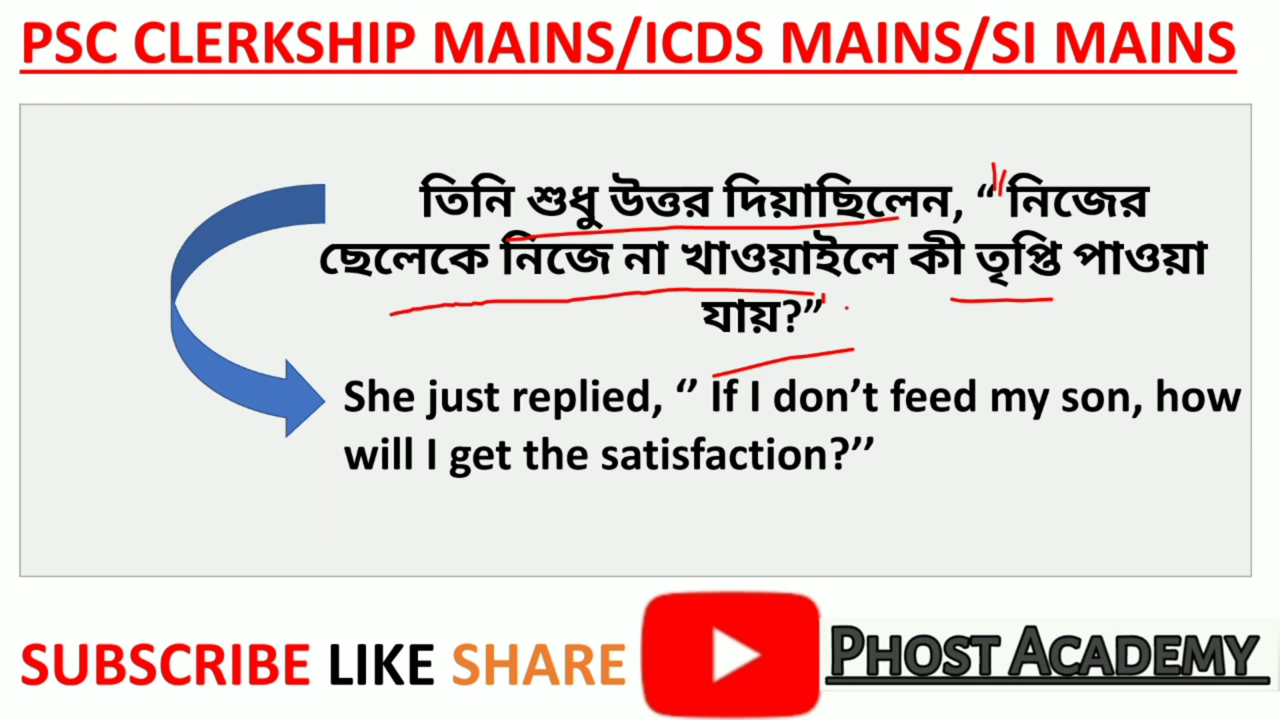 PSC CLERKSHIP MAINS/ICDS MAINS/SI MAINS
তিনি শুধু উত্তর দিয়াছিলেন, “নিজের
ছেলেকে নিজে না খাওয়াইলে কী তৃপ্তি পাওয়া
যায়?”
She just replied, ‘’ If I don’t feed my son, how
will I get the satisfaction?’’
SUBSCRIBE LIKE SHARE
PHOST ACADEMY